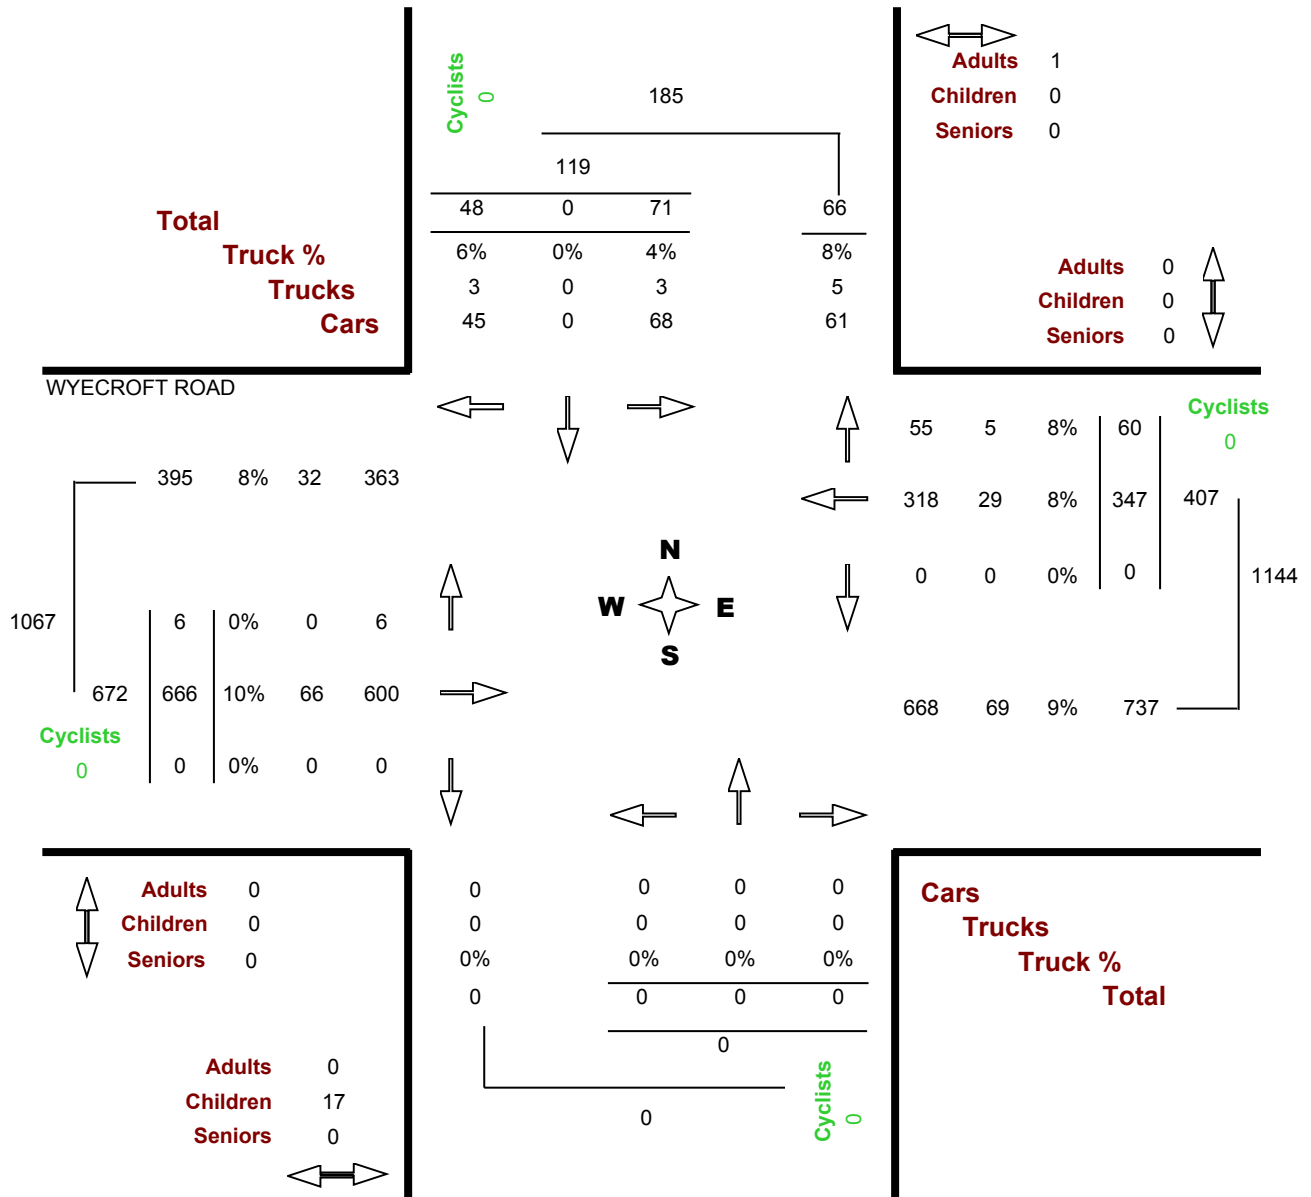 Cyclists
0
185
Adults 1
Children 0
Seniors 0
119
48 0 71 66
Total
6% 0% 4% 8%
Truck %
3 0 3 5
Trucks
45 0 68 61
Cars
Adults 0
Children 0
Seniors 0
WYECROFT ROAD
55 5 8% 60
Cyclists
0
395 8% 32 363
318 29 8% 347 407
N
0 0 0% 0
1144
W E
S
1067
6 0% 0 6
672 666 10% 66 600
668 69 9% 737
Cyclists
0
0 0% 0 0
Adults 0
Children 0
Seniors 0
0 0 0 0
0 0 0 0
0% 0% 0% 0%
0 0 0 0
Cars
Trucks
Truck %
Total
0
Adults 0
Children 17
Seniors 0
0
Cyclists
0